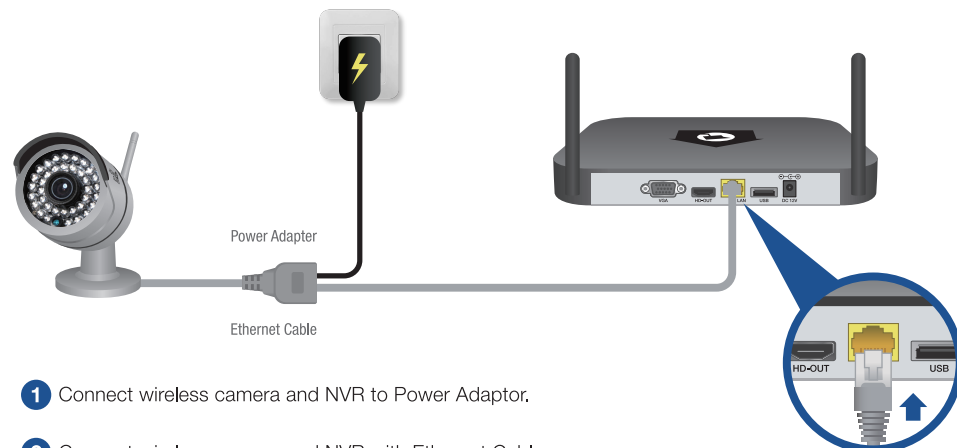 Power Adapter
Ethernet Cable
VGA
HD-OUT
LAN
USB
DC 12V
HD-OUT
USB
1 Connect wireless camera and NVR to Power Adaptor.